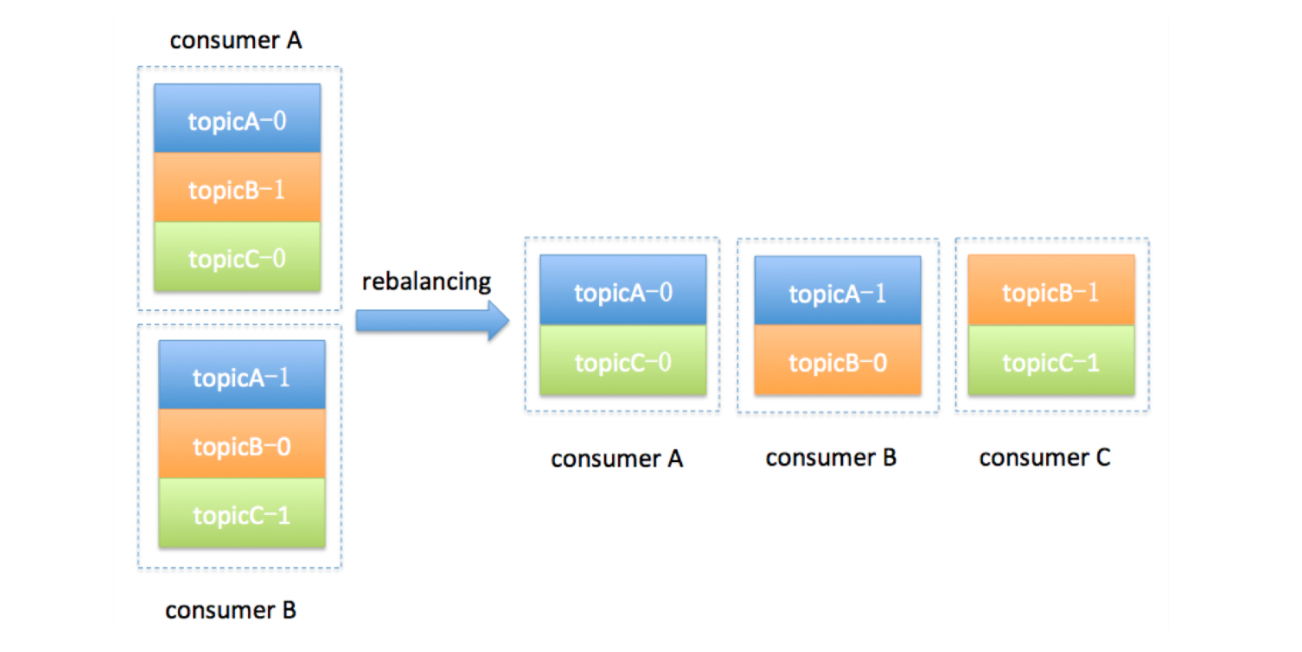 consumer A
topicA-0
topicB-1
topicC-0
topicA-1
topicB-0
topicC-1
consumer B
rebalancing
topicA-0
topicC-0
consumer A
topicA-1
topicB-0
consumer B
topicB-1
topicC-1
consumer C